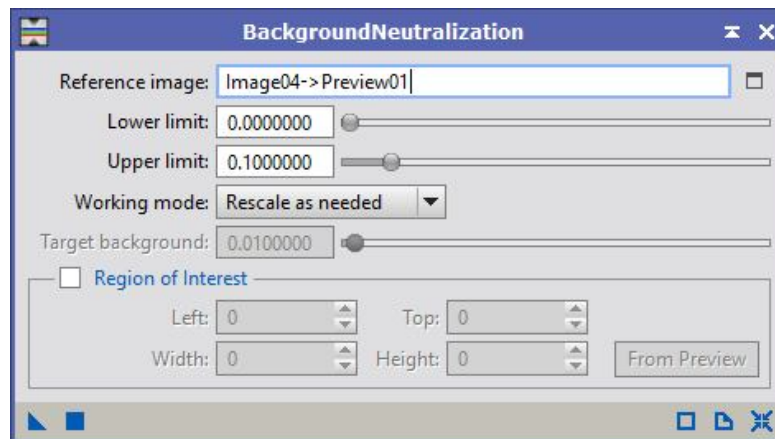 BackgroundNeutralization
Reference image: Image04->Preview01
Lower limit: 0.0000000
Upper limit: 0.1000000
Working mode: Rescale as needed
Target background: 0.0100000
Region of Interest
Left: 0 Top: 0
Width: 0 Height: 0 From Preview